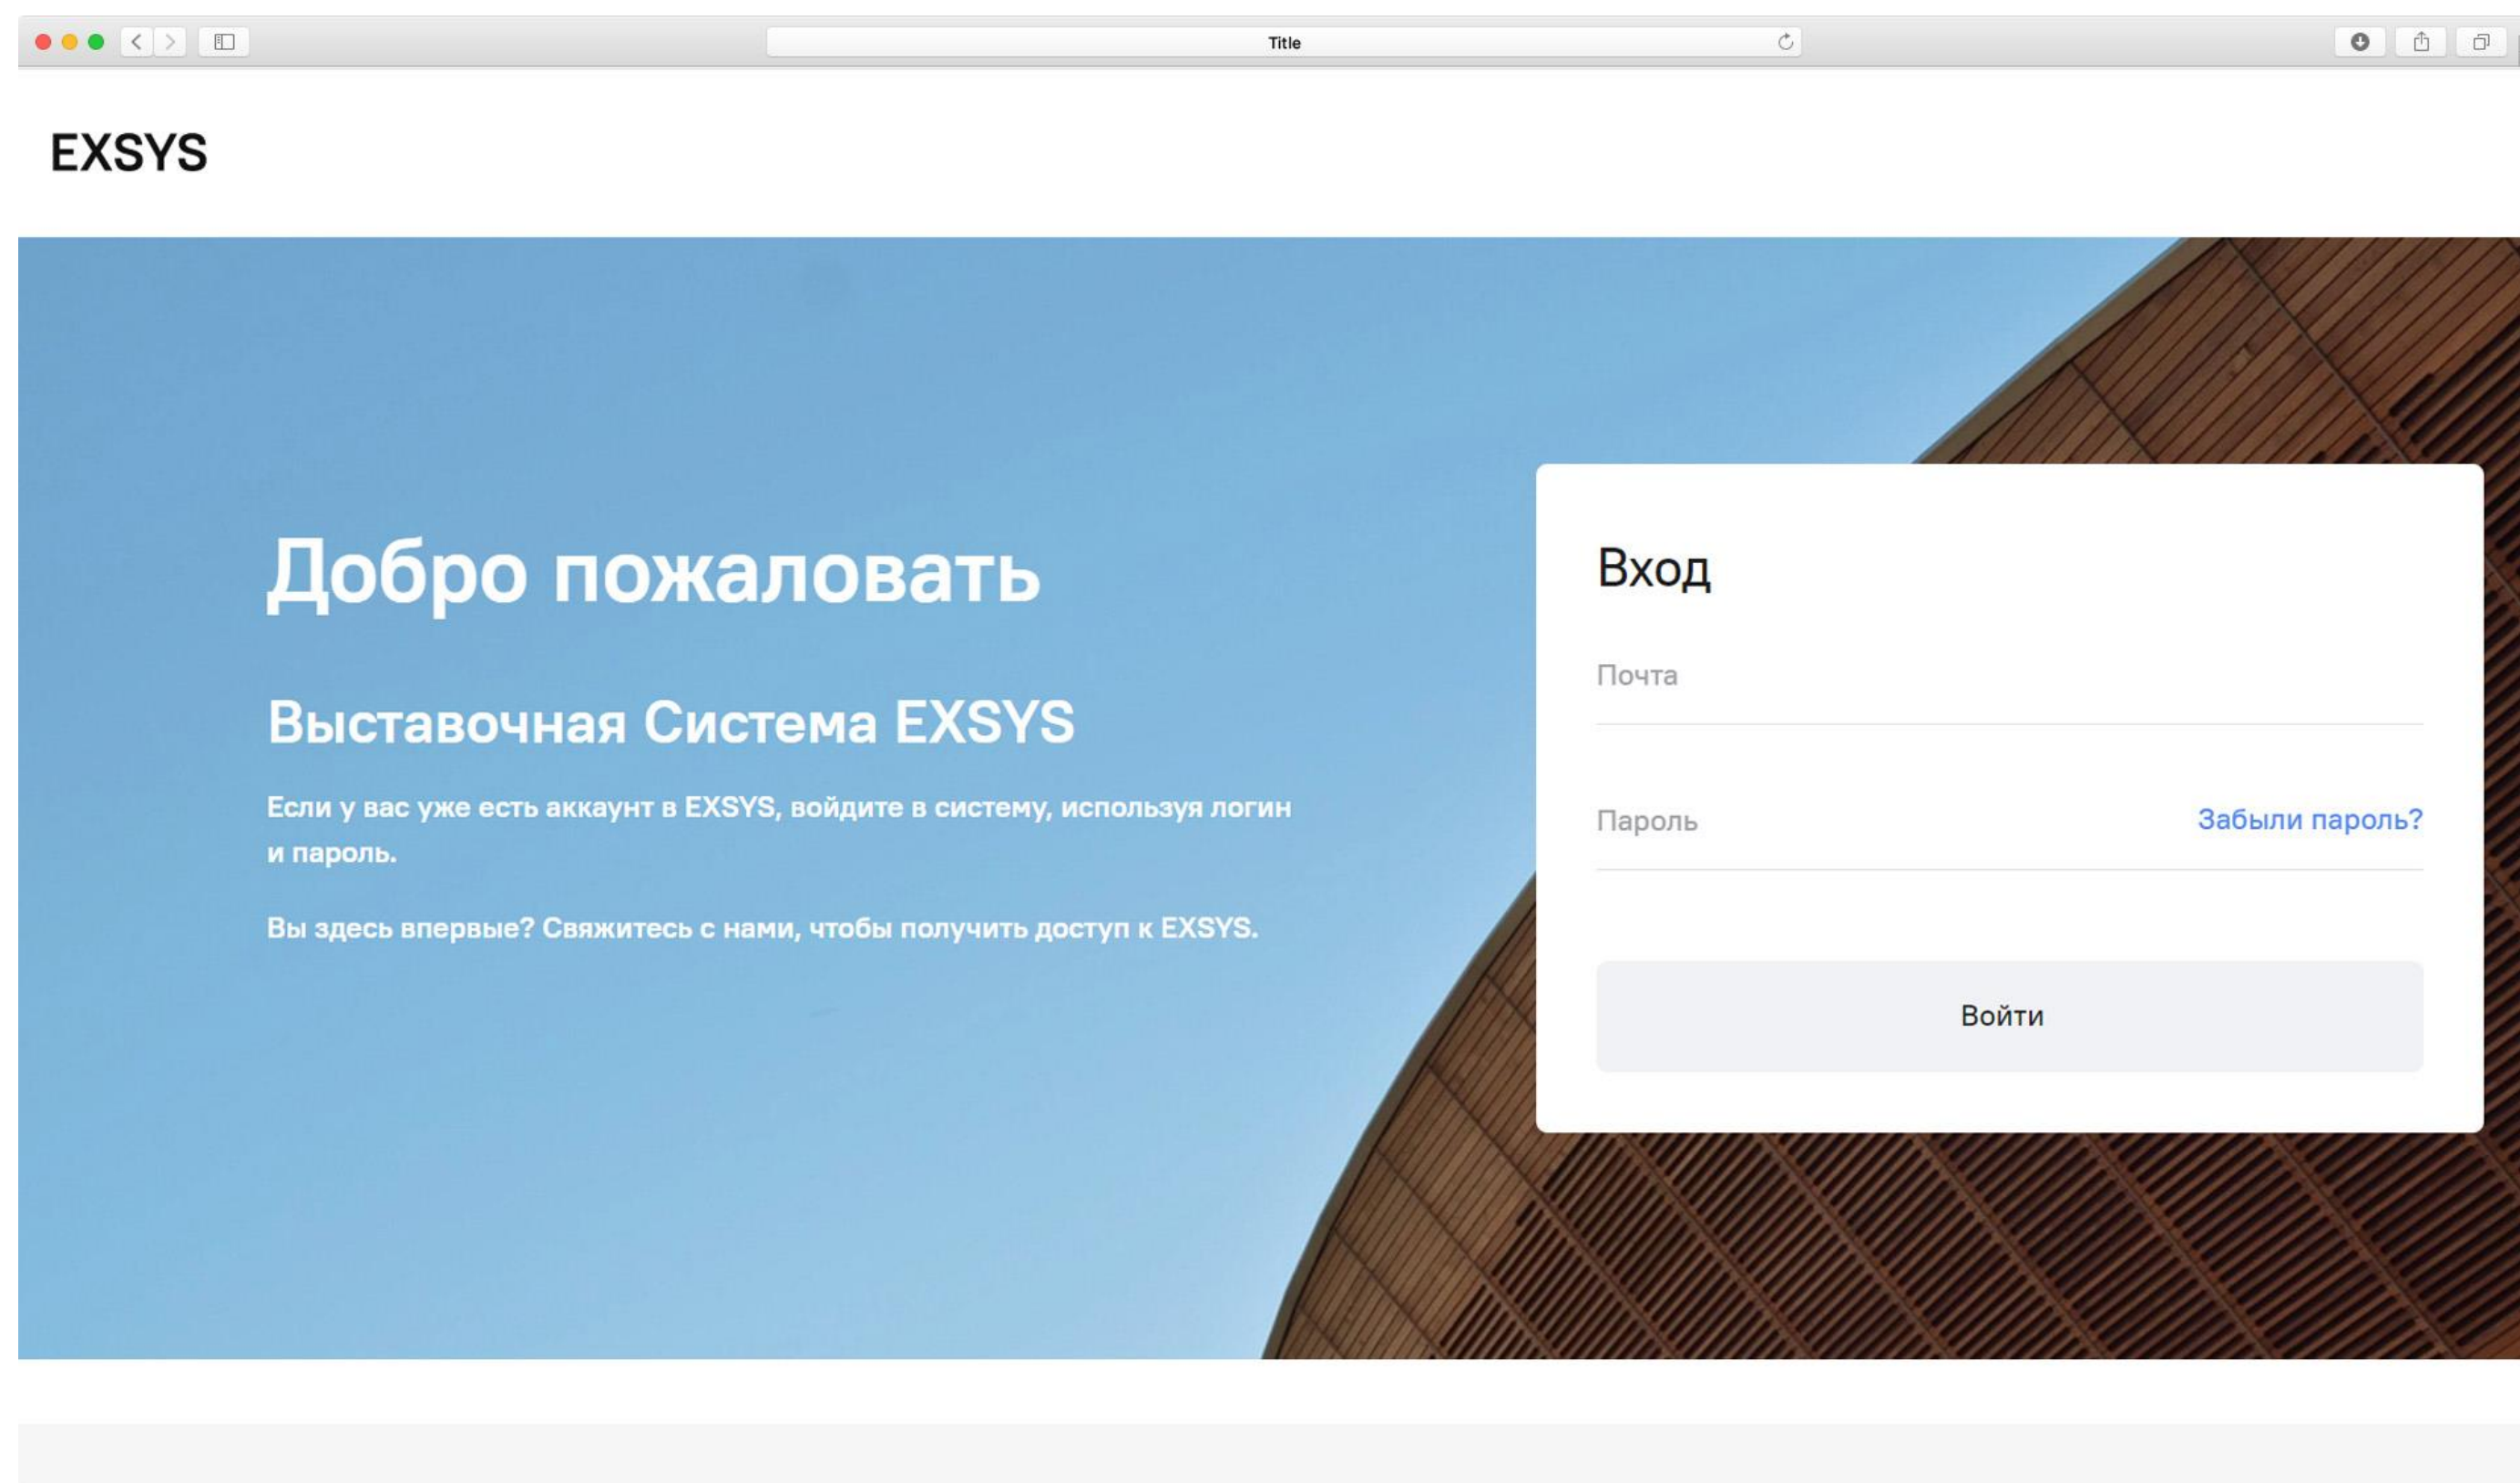 Title
EXSYS
Добро пожаловать
Выставочная Система EXSYS
Если у вас уже есть аккаунт в EXSYS, войдите в систему, используя логин
и пароль.
Вы здесь впервые? Свяжитесь с нами, чтобы получить доступ к EXSYS.
Вход
Почта
Пароль
Забыли пароль?
Войти